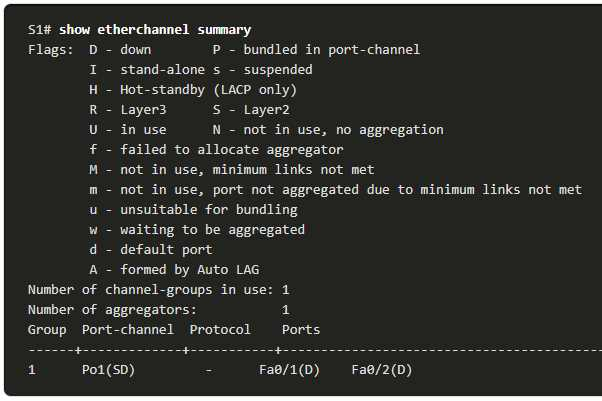 S1# show etherchannel summary
Flags:  D - down        P - bundled in port-channel
        I - stand-alone s - suspended
        H - Hot-standby (LACP only)
        R - Layer3      S - Layer2
        U - in use      N - not in use, no aggregation
        f - failed to allocate aggregator
        M - not in use, minimum links not met
        m - not in use, port not aggregated due to minimum links not met
        u - unsuitable for bundling
        w - waiting to be aggregated
        d - default port
        A - formed by Auto LAG
Number of channel-groups in use: 1
Number of aggregators:           1
Group  Port-channel  Protocol    Ports
------+-------------+-----------+-----------------------------------------
1      Po1(SD)         -      Fa0/1(D)    Fa0/2(D)